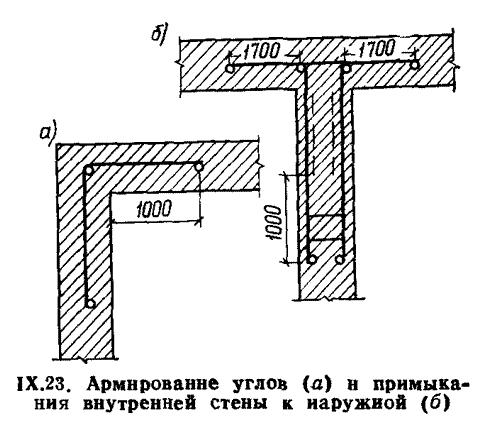 б)
1700
1700
а)
1000
1000
IX.23. Армирование углов (а) и примыка-
ния внутренней стены к наружной (б)